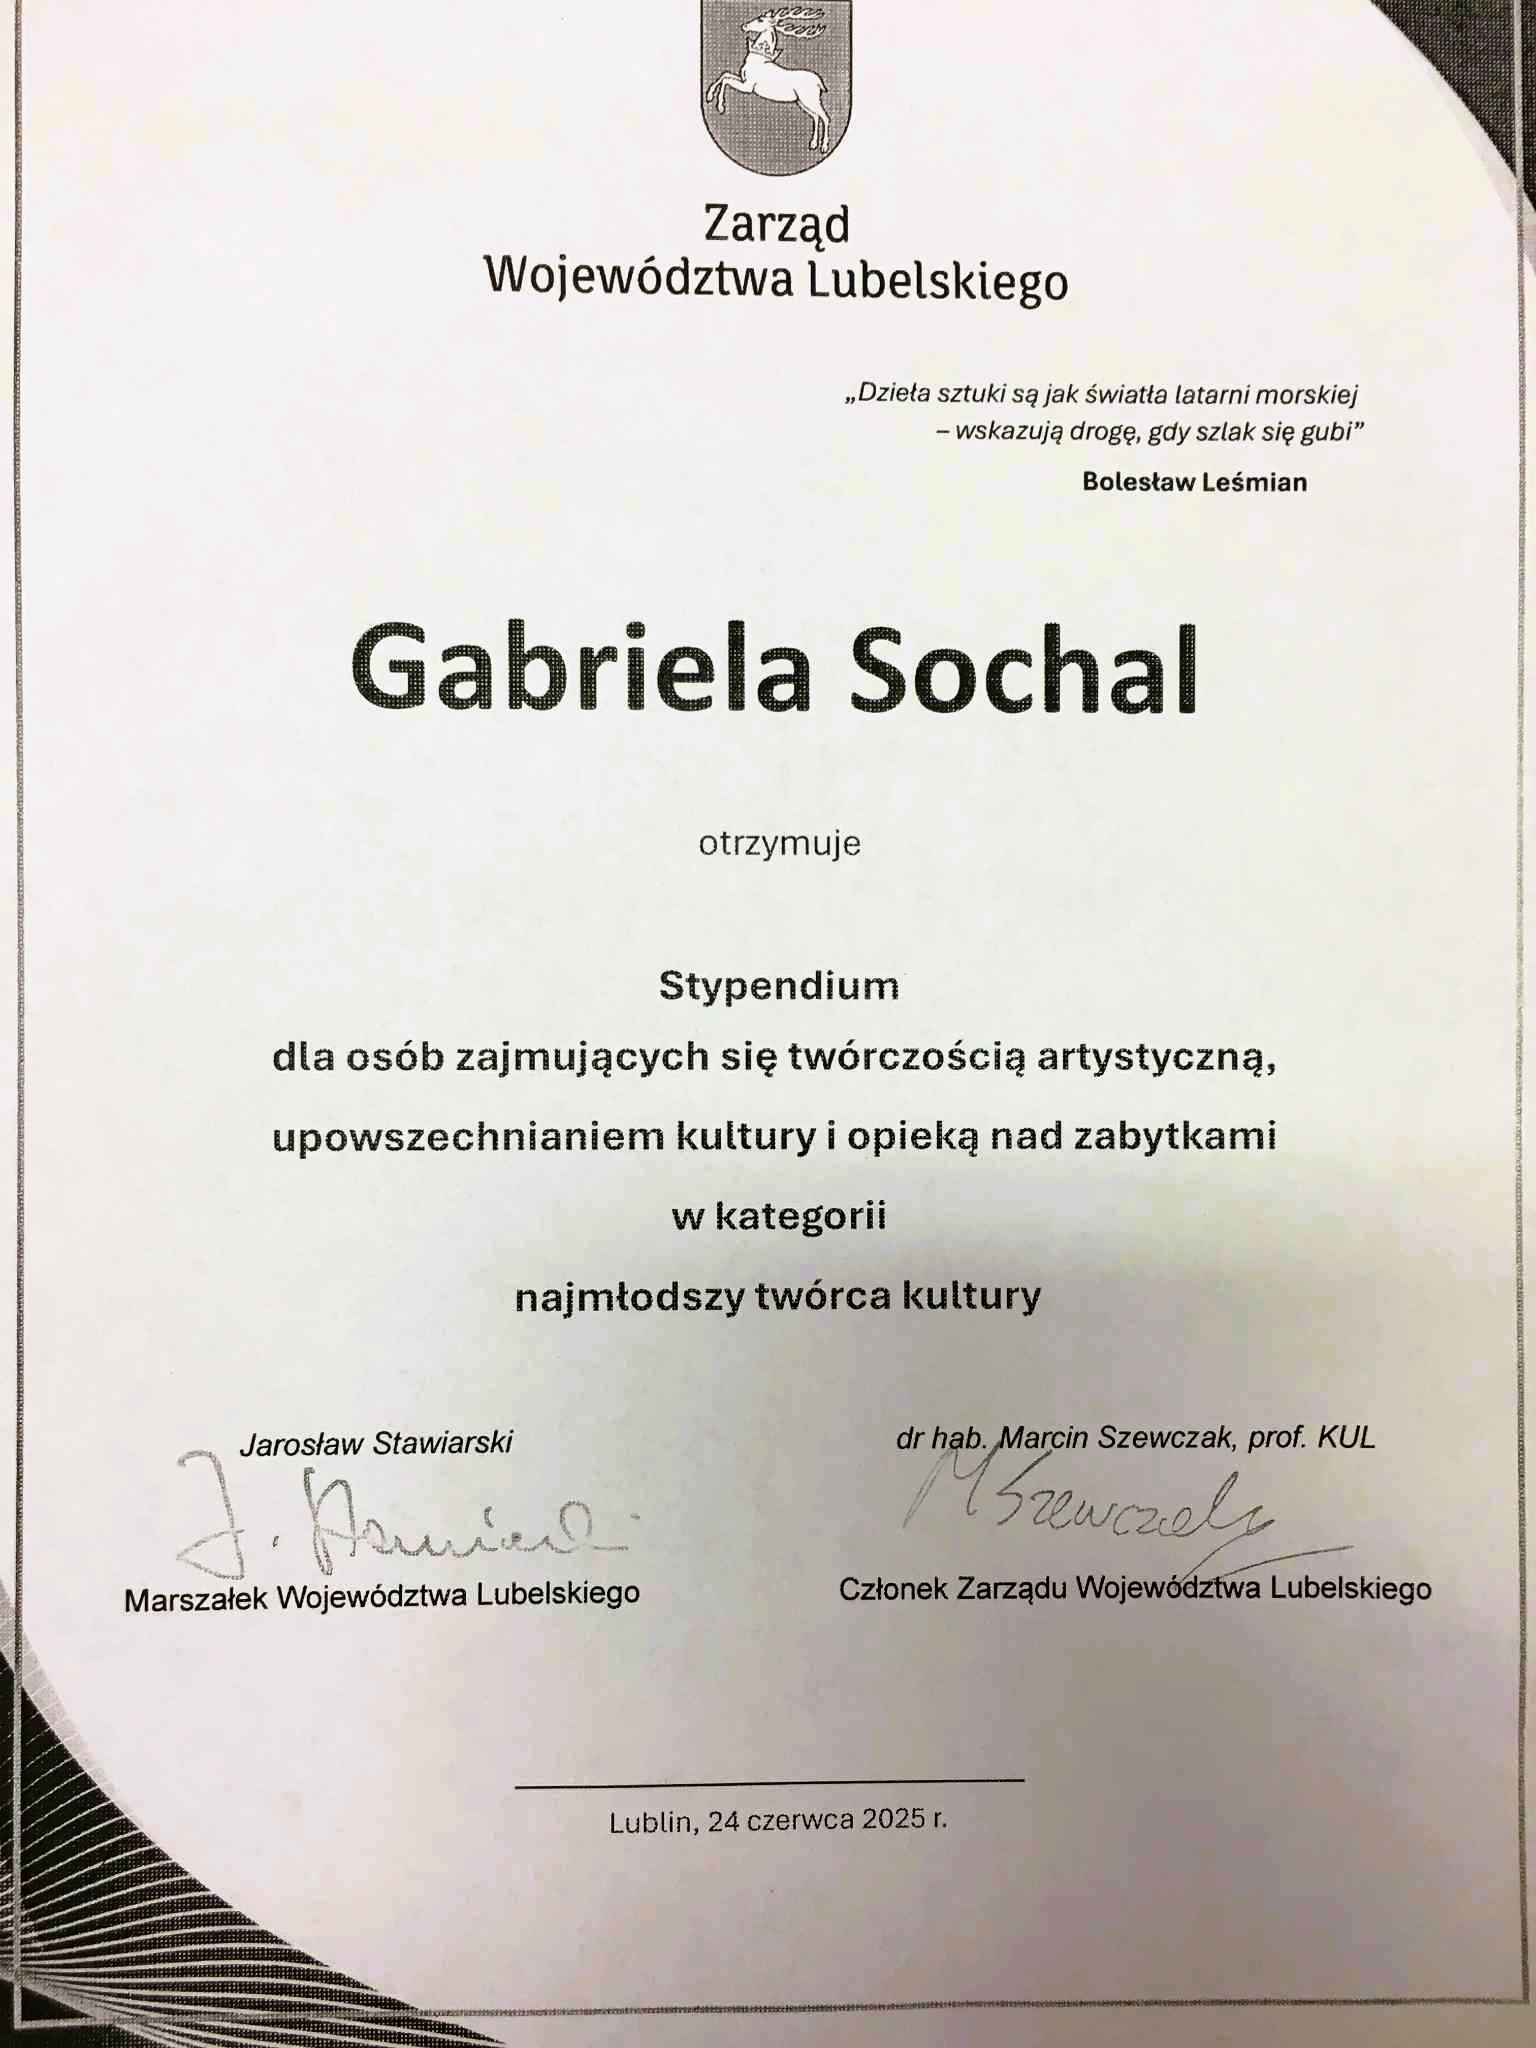 Zarząd
Województwa Lubelskiego
„Dzieła sztuki są jak światła latarni morskiej
– wskazują drogę, gdy szlak się gubi”
Bolesław Leśmian
Gabriela Sochal
otrzymuje
Stypendium
dla osób zajmujących się twórczością artystyczną,
upowszechnianiem kultury i opieką nad zabytkami
w kategorii
najmłodszy twórca kultury
Jarosław Stawiarski
dr hab. Marcin Szewczak, prof. KUL
J. Stawiarski
MSzewczak
Marszałek Województwa Lubelskiego
Członek Zarządu Województwa Lubelskiego
Lublin, 24 czerwca 2025 r.